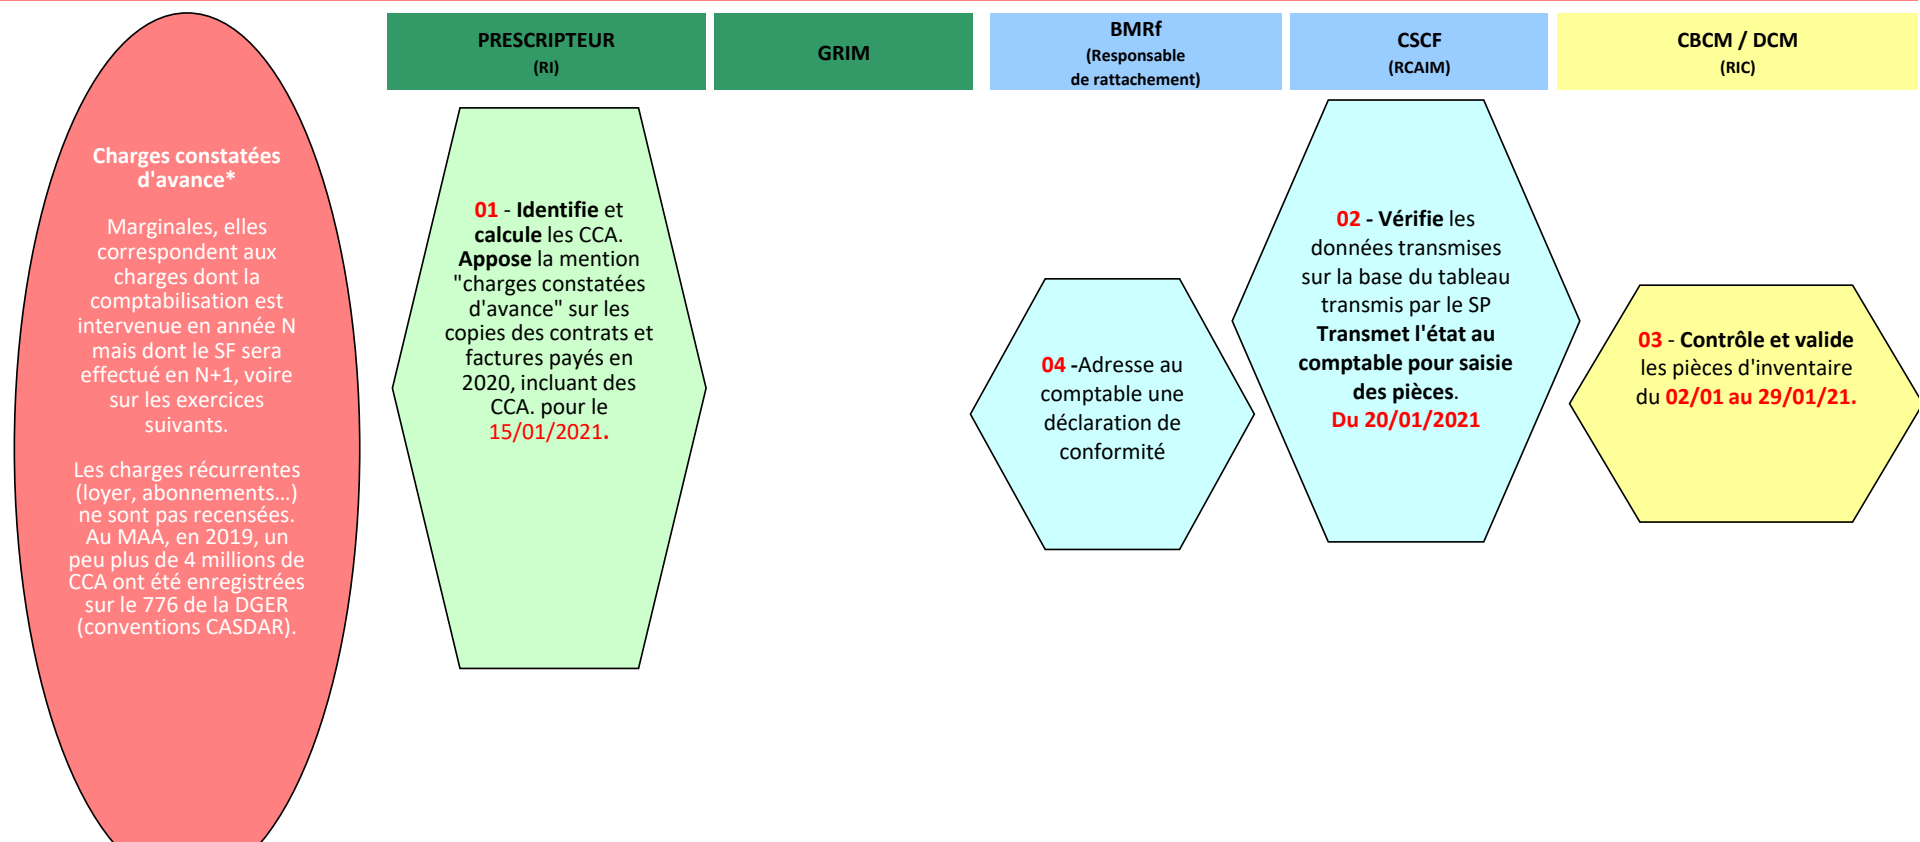 PRESCRIPTEUR
(RI)
GRIM
BMRf
(Responsable
de rattachement)
CSCF
(RCAIM)
CBCM / DCM
(RIC)
Charges constatées
d'avance*
Marginales, elles
correspondent aux
charges dont la
comptabilisation est
intervenue en année N
mais dont le SF sera
effectué en N+1, voire
sur les exercices
suivants.
Les charges récurrentes
(loyer, abonnements...)
ne sont pas recensées.
Au MAA, en 2019, un
peu plus de 4 millions de
CCA ont été enregistrées
sur le 776 de la DGER
(conventions CASDAR).
01 - Identifie et
calcule les CCA.
Appose la mention
"charges constatées
d'avance" sur les
copies des contrats et
factures payés en
2020, incluant des
CCA. pour le
15/01/2021.
04 -Adresse au
comptable une
déclaration de
conformité
02 - Vérifie les
données transmises
sur la base du tableau
transmis par le SP
Transmet l'état au
comptable pour saisie
des pièces.
Du 20/01/2021
03 - Contrôle et valide
les pièces d'inventaire
du 02/01 au 29/01/21.